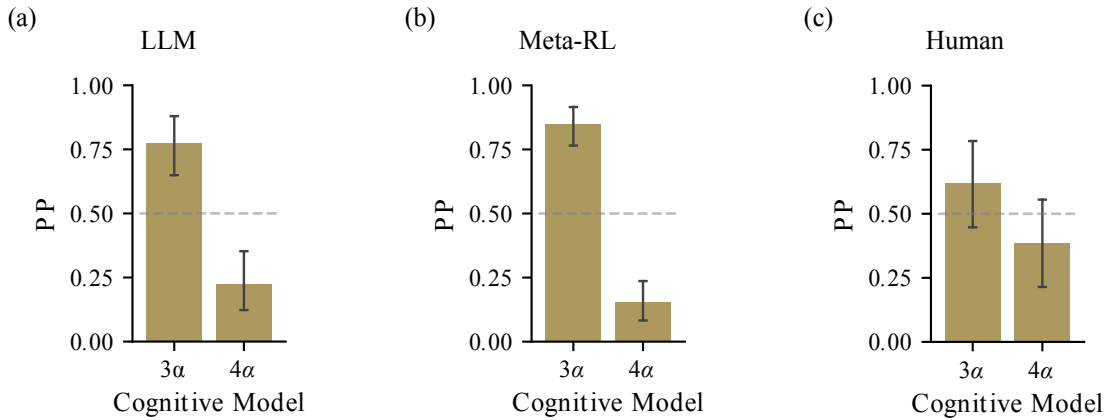 (a)
LLM
1.00
0.75
0.50
0.25
0.00
PP
3α
4α
Cognitive Model
(b)
Meta-RL
1.00
0.75
0.50
0.25
0.00
PP
3α
4α
Cognitive Model
(c)
Human
1.00
0.75
0.50
0.25
0.00
PP
3α
4α
Cognitive Model